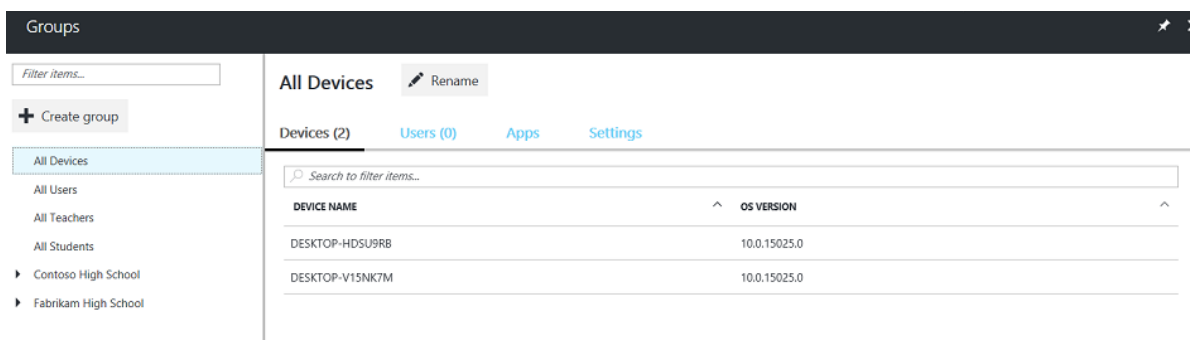 Groups
Filter items...
Create group
All Devices
All Users
All Teachers
All Students
Contoso High School
Fabrikam High School
All Devices Rename
Devices (2) Users (0) Apps Settings
Search to filter items...
DEVICE NAME OS VERSION
DESKTOP-HDSU9RB 10.0.15025.0
DESKTOP-V15NK7M 10.0.15025.0